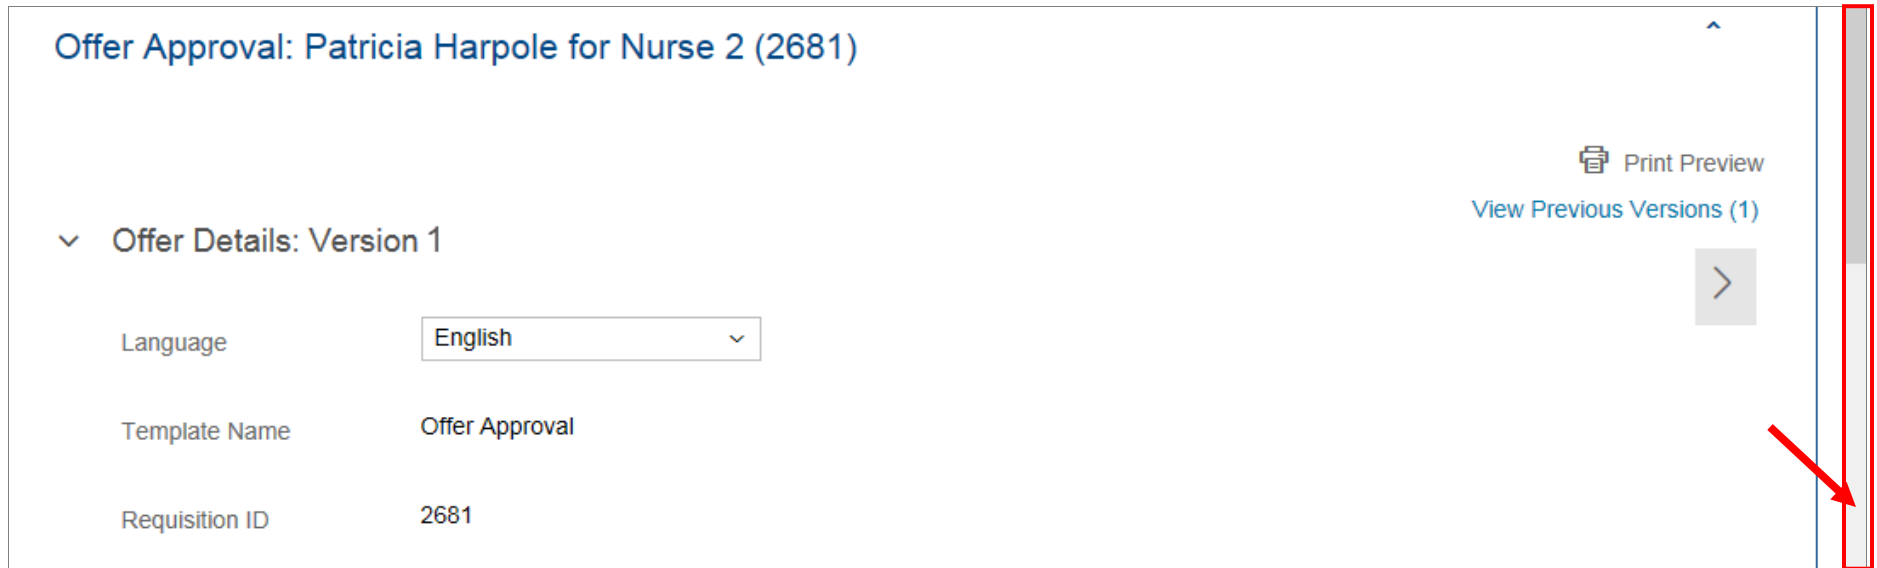 Offer Approval: Patricia Harpole for Nurse 2 (2681)
Print Preview
View Previous Versions (1)
Offer Details: Version 1
Language English
Template Name Offer Approval
Requisition ID 2681